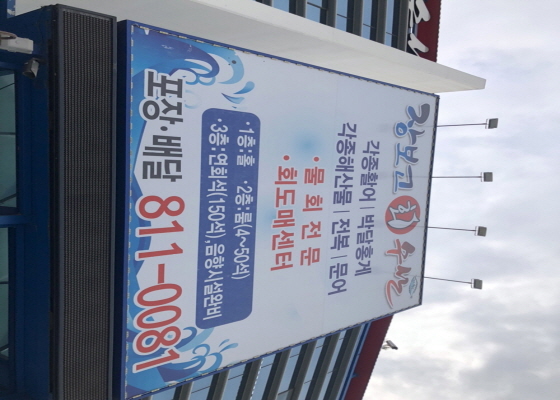 장보고 회 수산
각종활어 | 박달홍게
각종해산물 | 전복 | 문어
·물회전문
·회도매센터
·1층:홀 ·2층:룸(4~50석)
·3층:연회석(150석),음향시설완비
포장·배달 811-0081